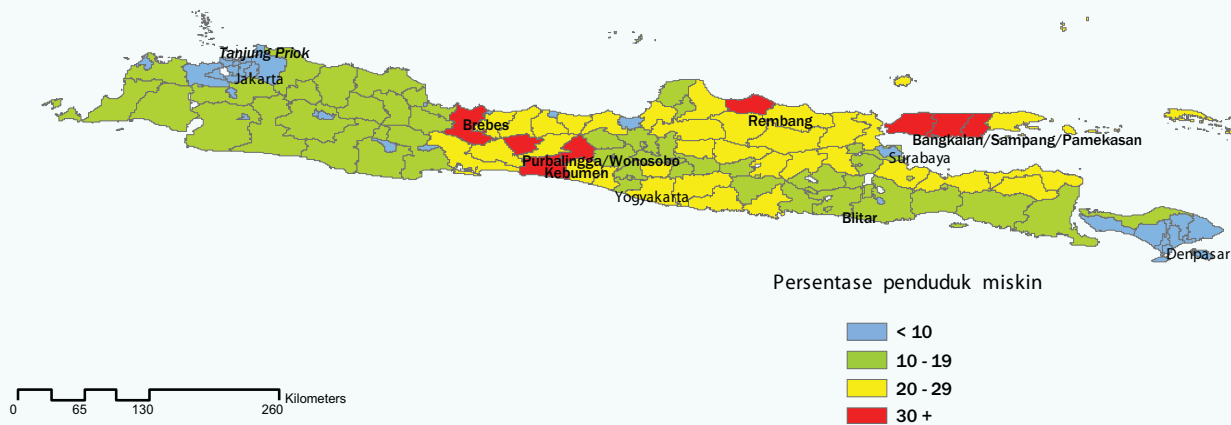 Tanjung Priok
Jakarta
Brebes
Rembang
Bangkalan/Sampang/Pamekasan
Surabaya
Purbalingga/Wonosobo
Kebumen
Yogyakarta
Blitar
Denpasar
Persentase penduduk miskin
< 10
10 - 19
20 - 29
30 +
Kilometers
0 65 130 260